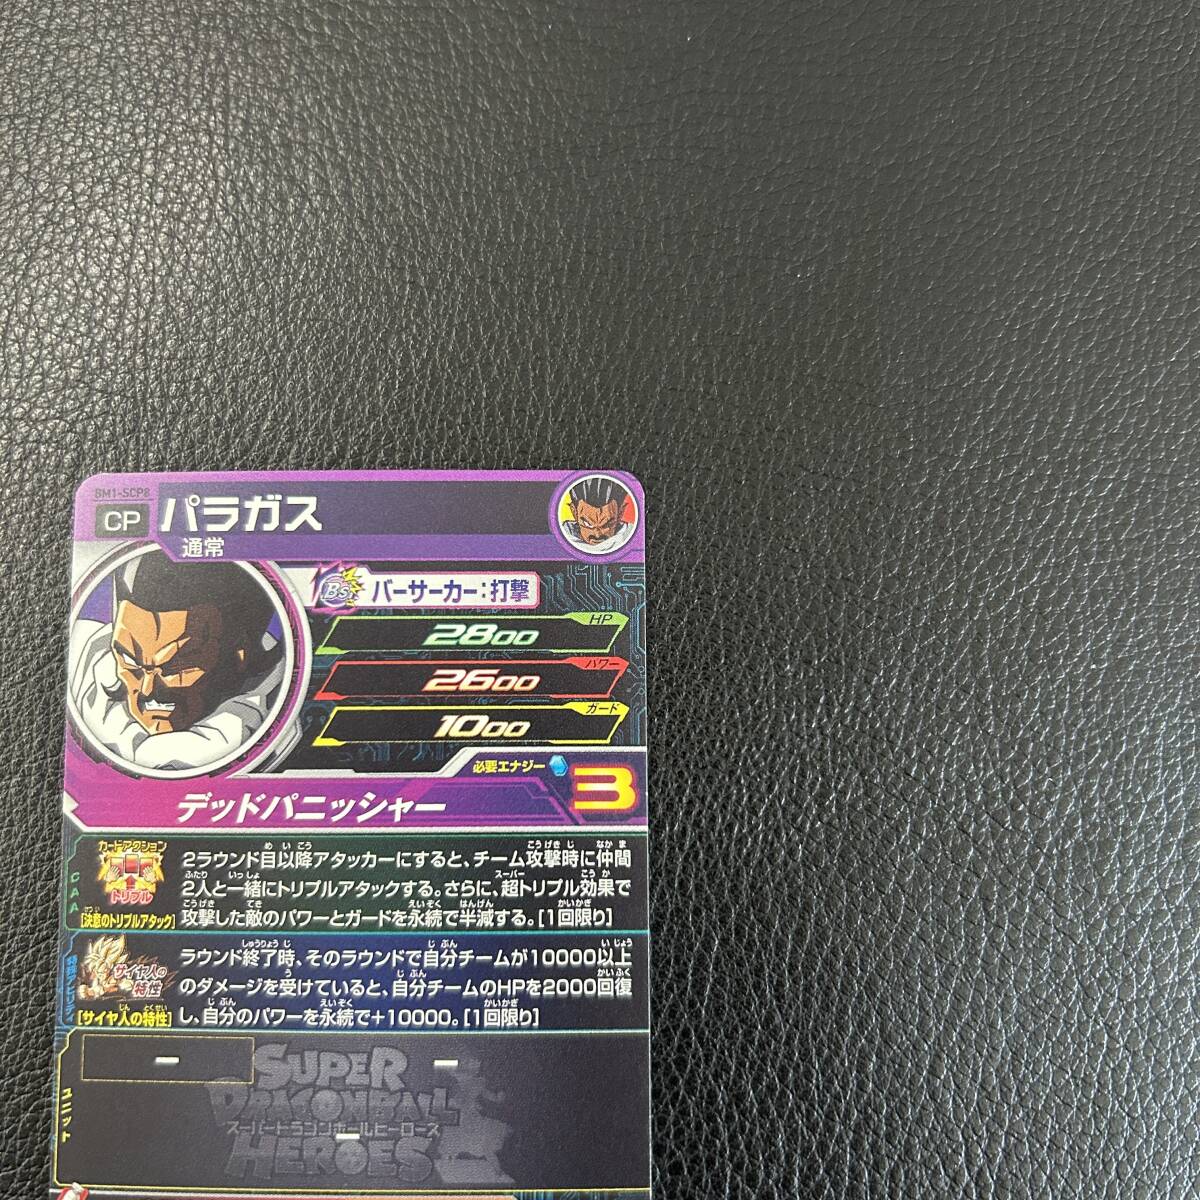 BM1-SCP8
CP パラガス
通常
Bs バーサーカー:打撃
HP
2800
パワー
2600
ガード
1000
必要エナジー 3
デッドパニッシャー
CAA
カードアクション
トリプル
[決意のトリプルアタック]
2ラウンド目以降アタッカーにすると、チーム攻撃時に仲間
2人と一緒にトリプルアタックする。さらに、超トリプル効果で
攻撃した敵のパワーとガードを永続で半減する。[1回限り]
特殊アビリティ
サイヤ人の
特性
[サイヤ人の特性]
ラウンド終了時、そのラウンドで自分チームが10000以上
のダメージを受けていると、自分チームのHPを2000回復
し、自分のパワーを永続で+10000。[1回限り]
ユニット
ー
ー
ー
SUPER
DRAGONBALL
スーパードラゴンボールヒーローズ
HEROES